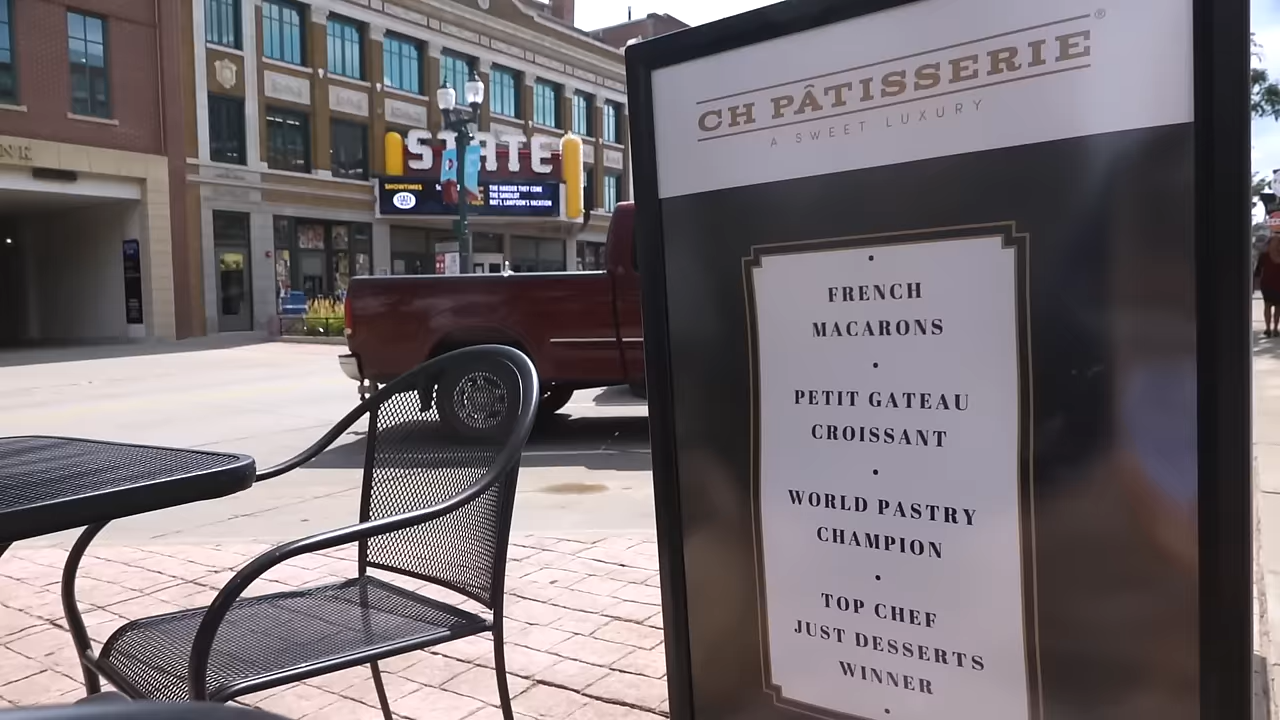 CH PÂTISSERIE®
A SWEET LUXURY
FRENCH
MACARONS
PETIT GATEAU
CROISSANT
WORLD PASTRY
CHAMPION
TOP CHEF
JUST DESSERTS
WINNER
STATE
SHOWTIMES
THE HARDER THEY COME
THE SANDLOT
NAT'L LAMPOON'S VACATION